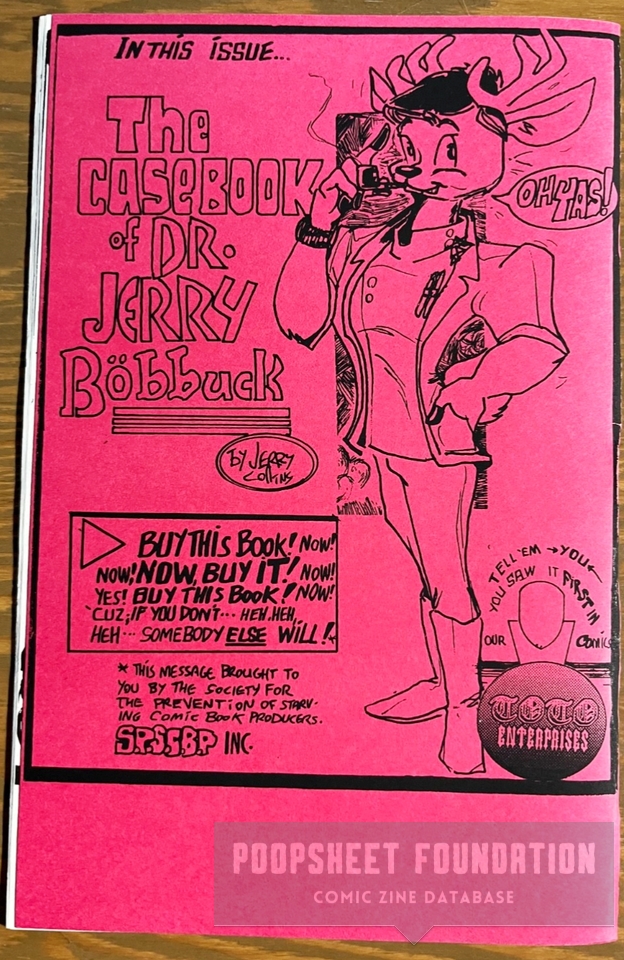 IN THIS ISSUE...
The
CASEBOOK
of DR.
JERRY
Böbbuck
by JERRY
COLLINS
OH YAS!
BUY THIS BOOK! NOW!
NOW! NOW, BUY IT! NOW!
YES! BUY THIS BOOK! NOW!
'CUZ, IF YOU DON'T... HEH, HEH,
HEH... SOMEBODY ELSE WILL!*
* THIS MESSAGE BROUGHT TO
YOU BY THE SOCIETY FOR
THE PREVENTION OF STARV-
ING COMIC BOOK PRODUCERS.
SPSCBP INC.
TELL 'EM → YOU ←
YOU SAW IT FIRST IN
OUR COMICS
TOTO
ENTERPRISES
POOPSHEET FOUNDATION
COMIC ZINE DATABASE